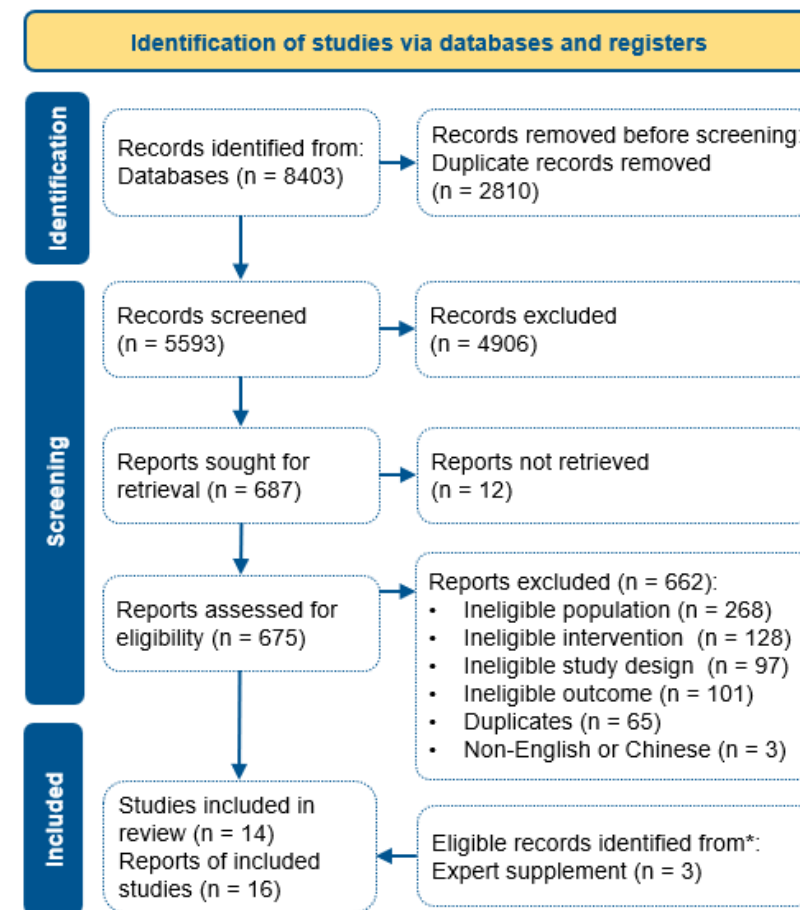 Identification of studies via databases and registers
Identification
Records identified from:
Databases (n = 8403)
Records removed before screening:
Duplicate records removed
(n = 2810)
Screening
Records screened
(n = 5593)
Records excluded
(n = 4906)
Reports sought for
retrieval (n = 687)
Reports not retrieved
(n = 12)
Reports assessed for
eligibility (n = 675)
Reports excluded (n = 662):
• Ineligible population (n = 268)
• Ineligible intervention (n = 128)
• Ineligible study design (n = 97)
• Ineligible outcome (n = 101)
• Duplicates (n = 65)
• Non-English or Chinese (n = 3)
Included
Studies included in
review (n = 14)
Reports of included
studies (n = 16)
Eligible records identified from*:
Expert supplement (n = 3)